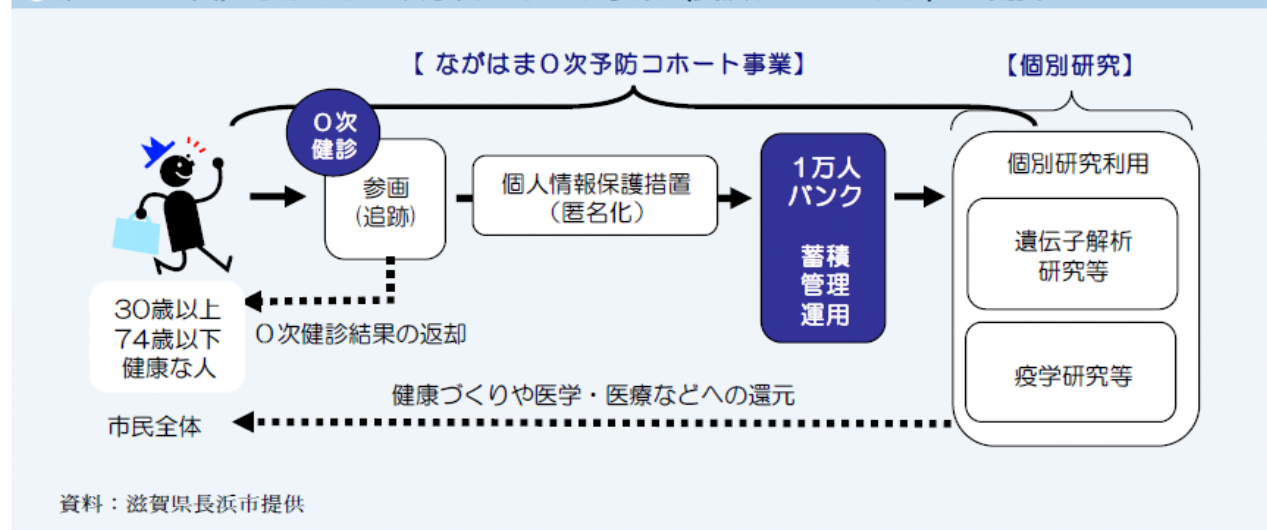 【 ながはま0次予防コホート事業】
【個別研究】
0次
健診
参画
(追跡)
個人情報保護措置
(匿名化)
1万人
バンク
蓄積
管理
運用
個別研究利用
遺伝子解析
研究等
疫学研究等
30歳以上
74歳以下
健康な人
0次健診結果の返却
健康づくりや医学・医療などへの還元
市民全体
資料：滋賀県長浜市提供